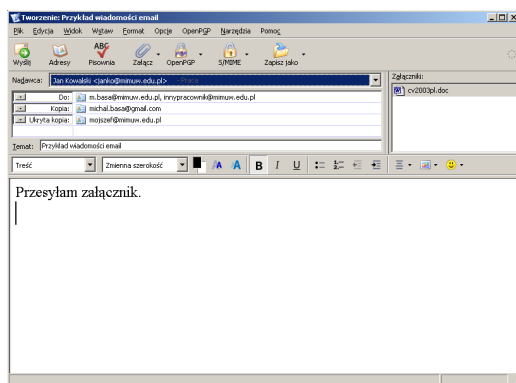 Tworzenie: Przykład wiadomości email
Plik Edycja Widok Wstaw Format Opcje OpenPGP Narzędzia Pomoc
Wyślij Adresy Pisownia Załącz OpenPGP S/MIME Zapisz jako
Nadawca: Jan Kowalski <janko@mimuw.edu.pl> - Praca
Załączniki:
cv2003pl.doc
Do: m.basa@mimuw.edu.pl, innypracownik@mimuw.edu.pl
Kopia: michal.basa@gmail.com
Ukryta kopia: mojszef@mimuw.edu.pl
Temat: Przykład wiadomości email
Treść Zmienna szerokość A A B I U
Przesyłam załącznik.